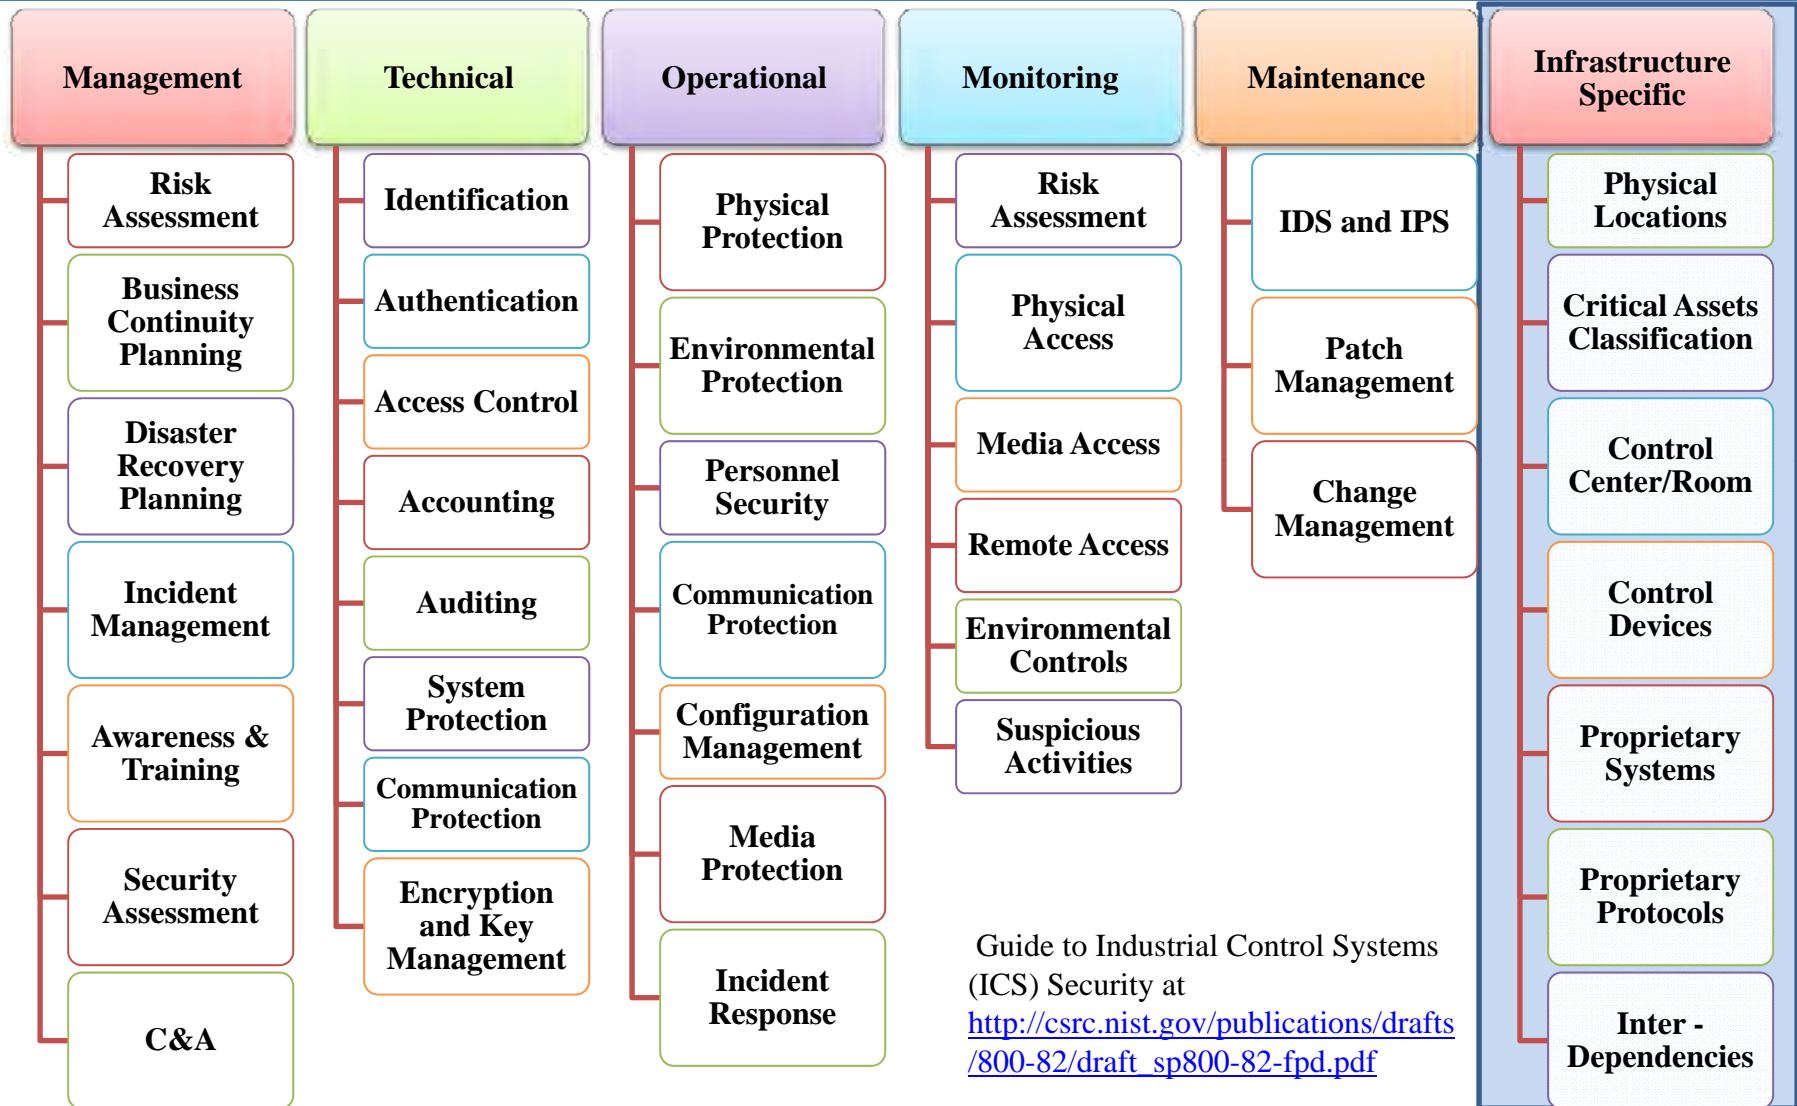 Management
Risk
Assessment
Business
Continuity
Planning
Disaster
Recovery
Planning
Incident
Management
Awareness &
Training
Security
Assessment
C&A
Technical
Identification
Authentication
Access Control
Accounting
Auditing
System
Protection
Communication
Protection
Encryption
and Key
Management
Operational
Physical
Protection
Environmental
Protection
Personnel
Security
Communication
Protection
Configuration
Management
Media
Protection
Incident
Response
Monitoring
Risk
Assessment
Physical
Access
Media Access
Remote Access
Environmental
Controls
Suspicious
Activities
Maintenance
IDS and IPS
Patch
Management
Change
Management
Infrastructure
Specific
Physical
Locations
Critical Assets
Classification
Control
Center/Room
Control
Devices
Proprietary
Systems
Proprietary
Protocols
Inter -
Dependencies
Guide to Industrial Control Systems
(ICS) Security at
http://csrc.nist.gov/publications/drafts
/800-82/draft_sp800-82-fpd.pdf